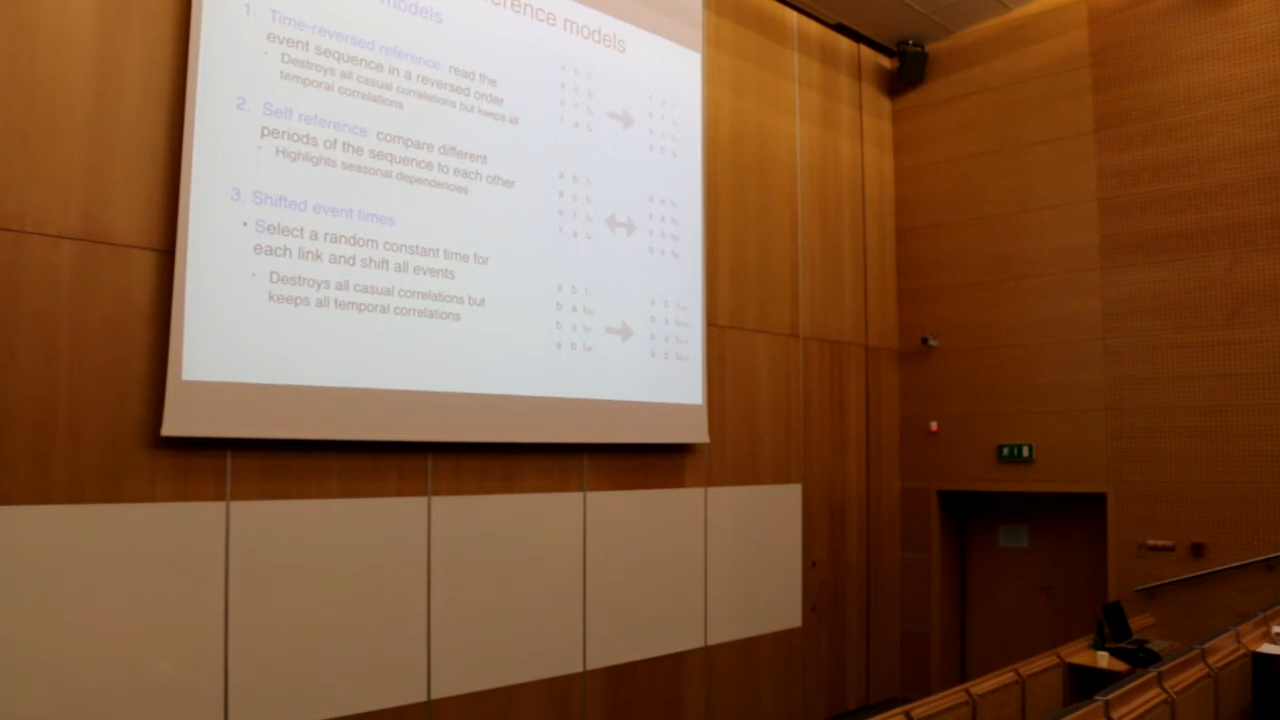 models
ference models
1. Time-reversed reference: read the
event sequence in a reversed order
Destroys all casual correlations but keeps all
temporal correlations
2. Self reference: compare different
periods of the sequence to each other
Highlights seasonal dependencies
3. Shifted event times
• Select a random constant time for
each link and shift all events
Destroys all casual correlations but
keeps all temporal correlations